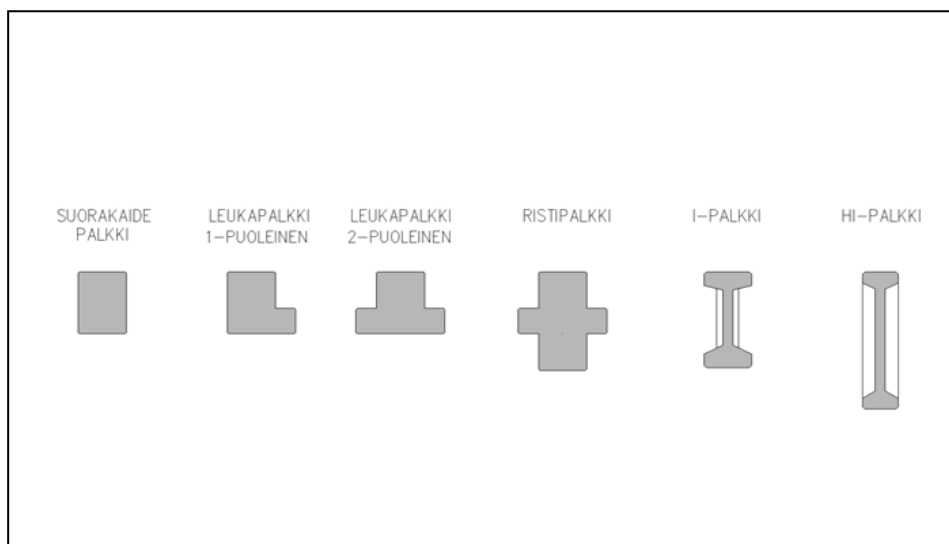 SUORAKAIDE
PALKKI
LEUKAPALKKI
1-PUOLEINEN
LEUKAPALKKI
2-PUOLEINEN
RISTIPALKKI
I-PALKKI
HI-PALKKI